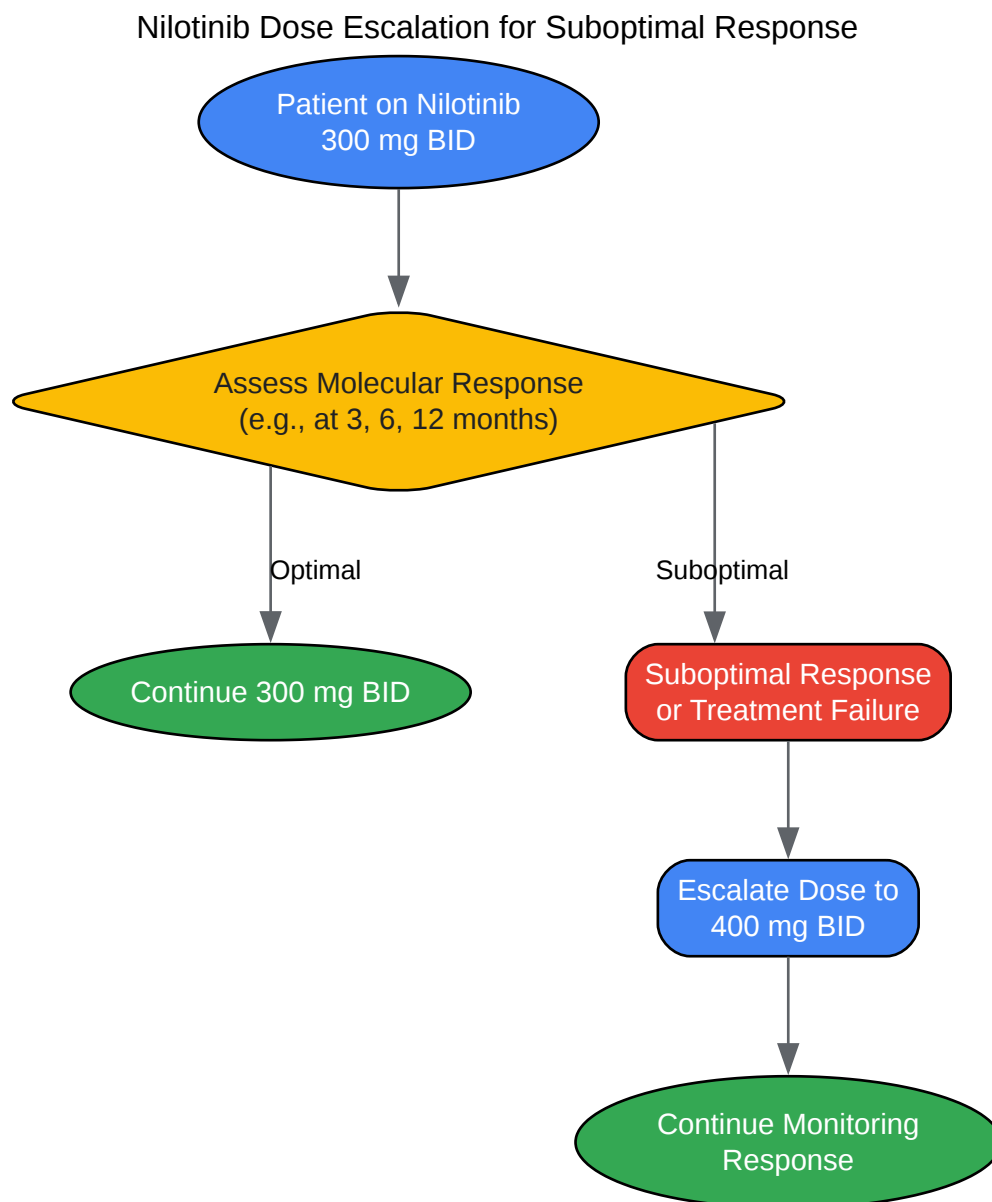 Nilotinib Dose Escalation for Suboptimal Response
Patient on Nilotinib
300 mg BID
Assess Molecular Response
(e.g., at 3, 6, 12 months)
Optimal
Suboptimal
Continue 300 mg BID
Suboptimal Response
or Treatment Failure
Escalate Dose to
400 mg BID
Continue Monitoring
Response